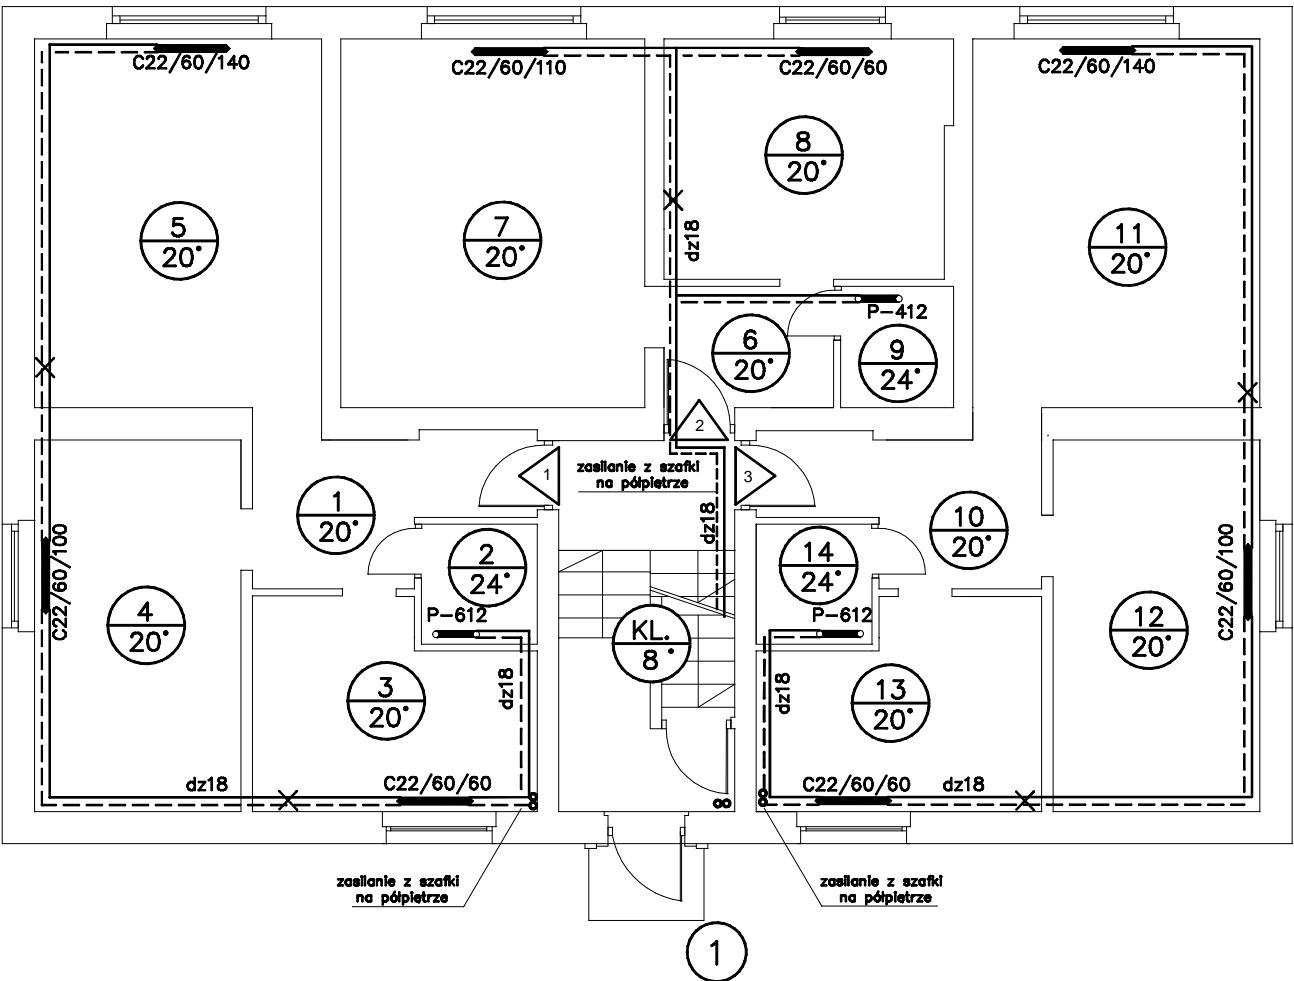 C22/60/140
C22/60/110
C22/60/60
C22/60/140
8
20°
5
20°
7
20°
dz18
11
20°
P-412
6
20°
9
24°
2
zasilanie z szafki
na półpiętrze
1
3
1
20°
dz18
10
20°
C22/60/100
2
24°
14
24°
C22/60/100
4
20°
P-612
KL.
8°
P-612
12
20°
3
20°
dz18
dz18
13
20°
dz18
C22/60/60
C22/60/60
dz18
zasilanie z szafki
na półpiętrze
zasilanie z szafki
na półpiętrze
1